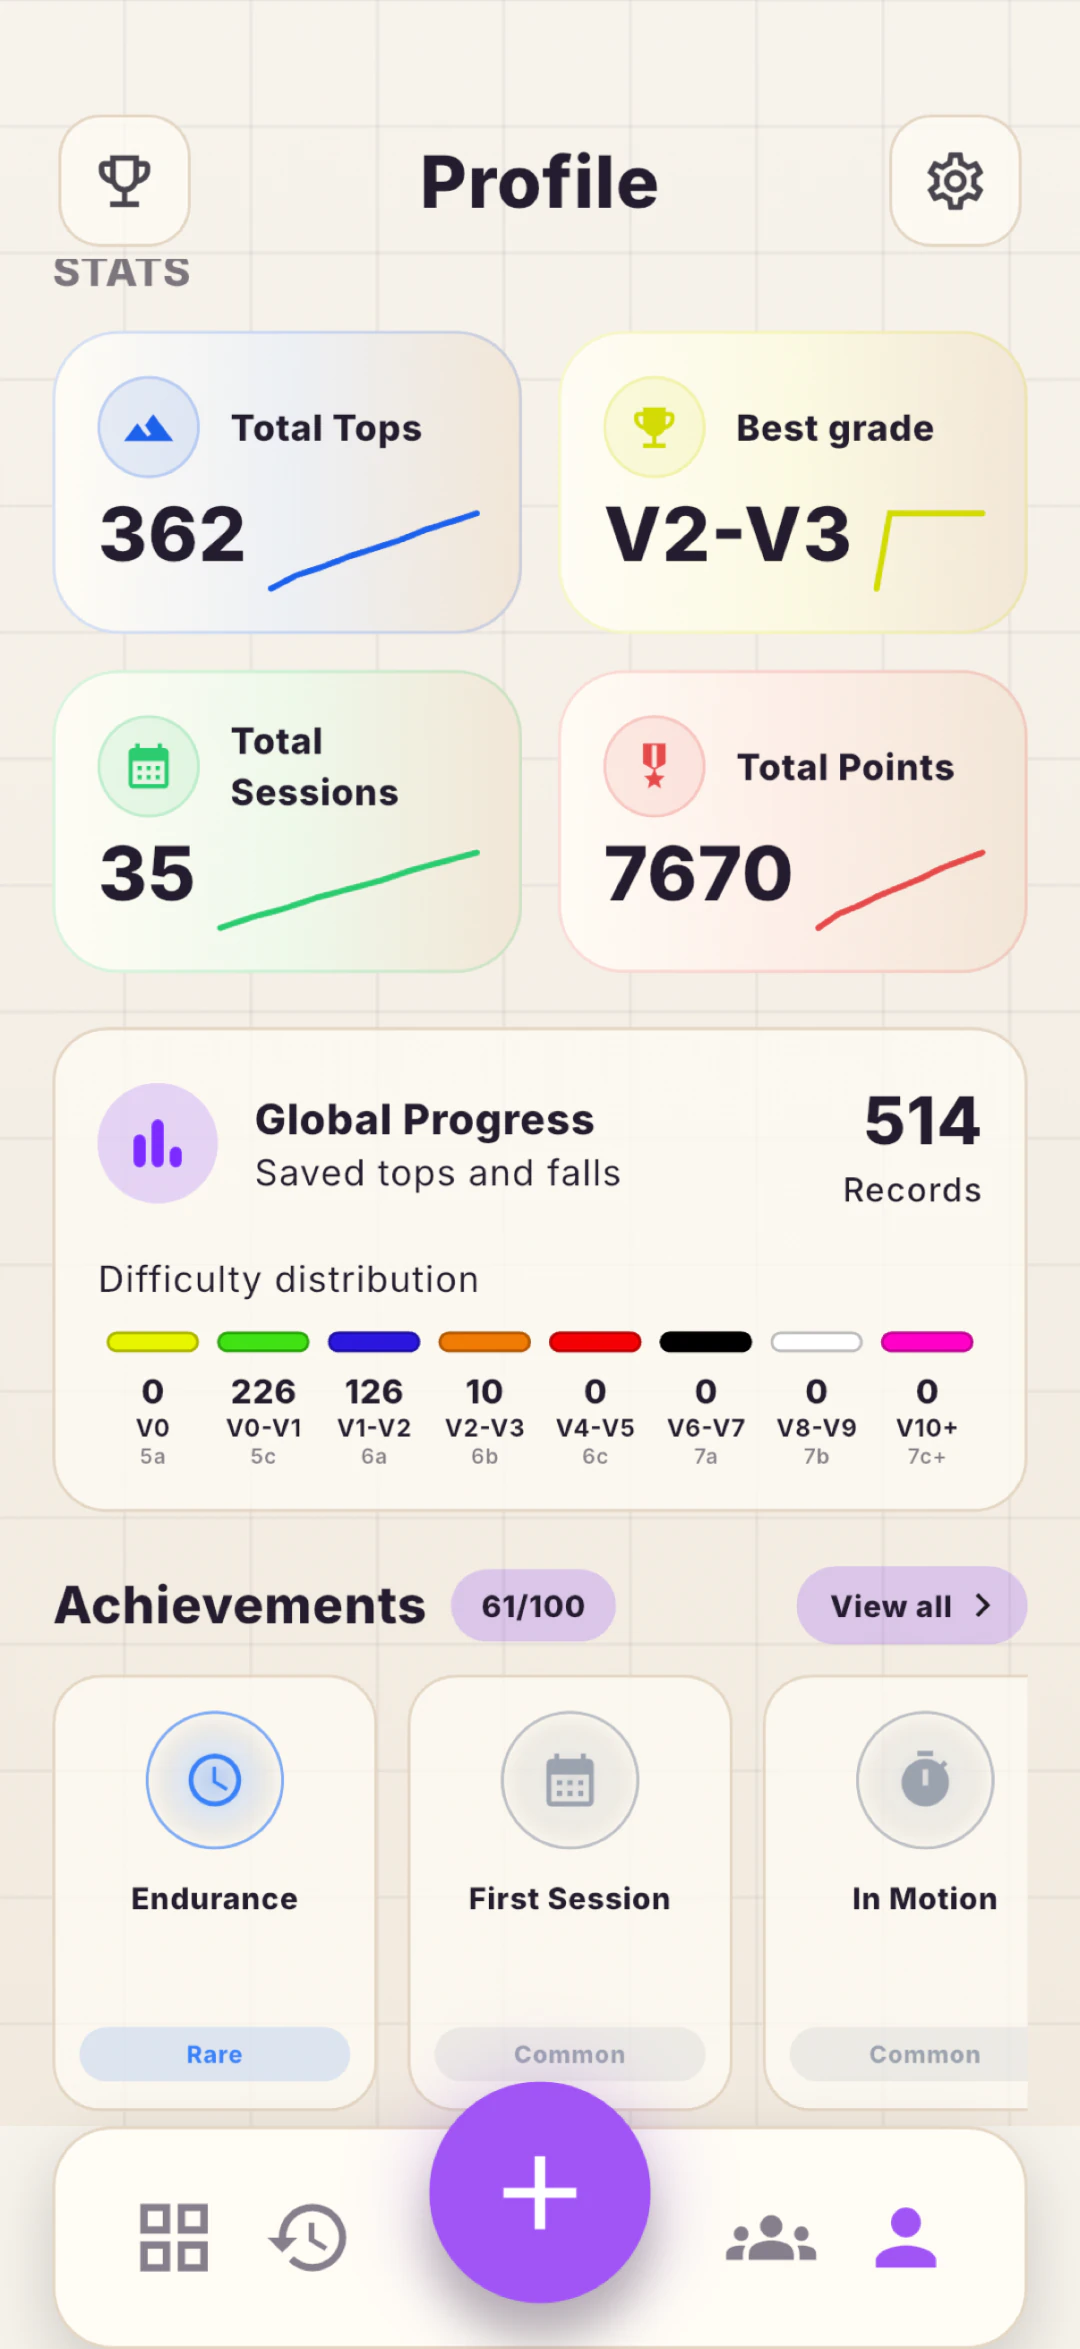 Profile
STATS
Total Tops
362
Best grade
V2-V3
Total
Sessions
35
Total Points
7670
Global Progress
Saved tops and falls
514
Records
Difficulty distribution
0 226 126 10 0 0 0 0
V0 V0-V1 V1-V2 V2-V3 V4-V5 V6-V7 V8-V9 V10+
5a 5c 6a 6b 6c 7a 7b 7c+
Achievements 61/100 View all
Endurance First Session In Motion
Rare Common Common